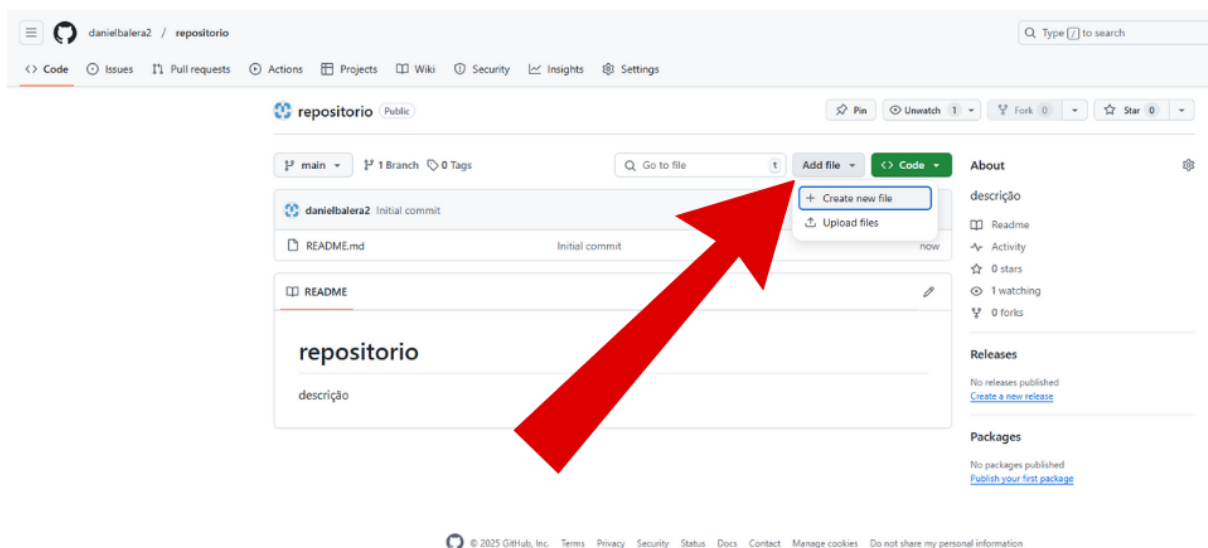 danielbalera2 / repositorio
Type / to search
Code Issues Pull requests Actions Projects Wiki Security Insights Settings
repositorio Public
Pin Unwatch 1 Fork 0 Star 0
main 1 Branch 0 Tags
Go to file t
Add file
Code
Create new file
Upload files
danielbalera2 Initial commit
README.md Initial commit now
README
repositorio
descrição
About
descrição
Readme
Activity
0 stars
1 watching
0 forks
Releases
No releases published
Create a new release
Packages
No packages published
Publish your first package
© 2025 GitHub, Inc. Terms Privacy Security Status Docs Contact Manage cookies Do not share my personal information